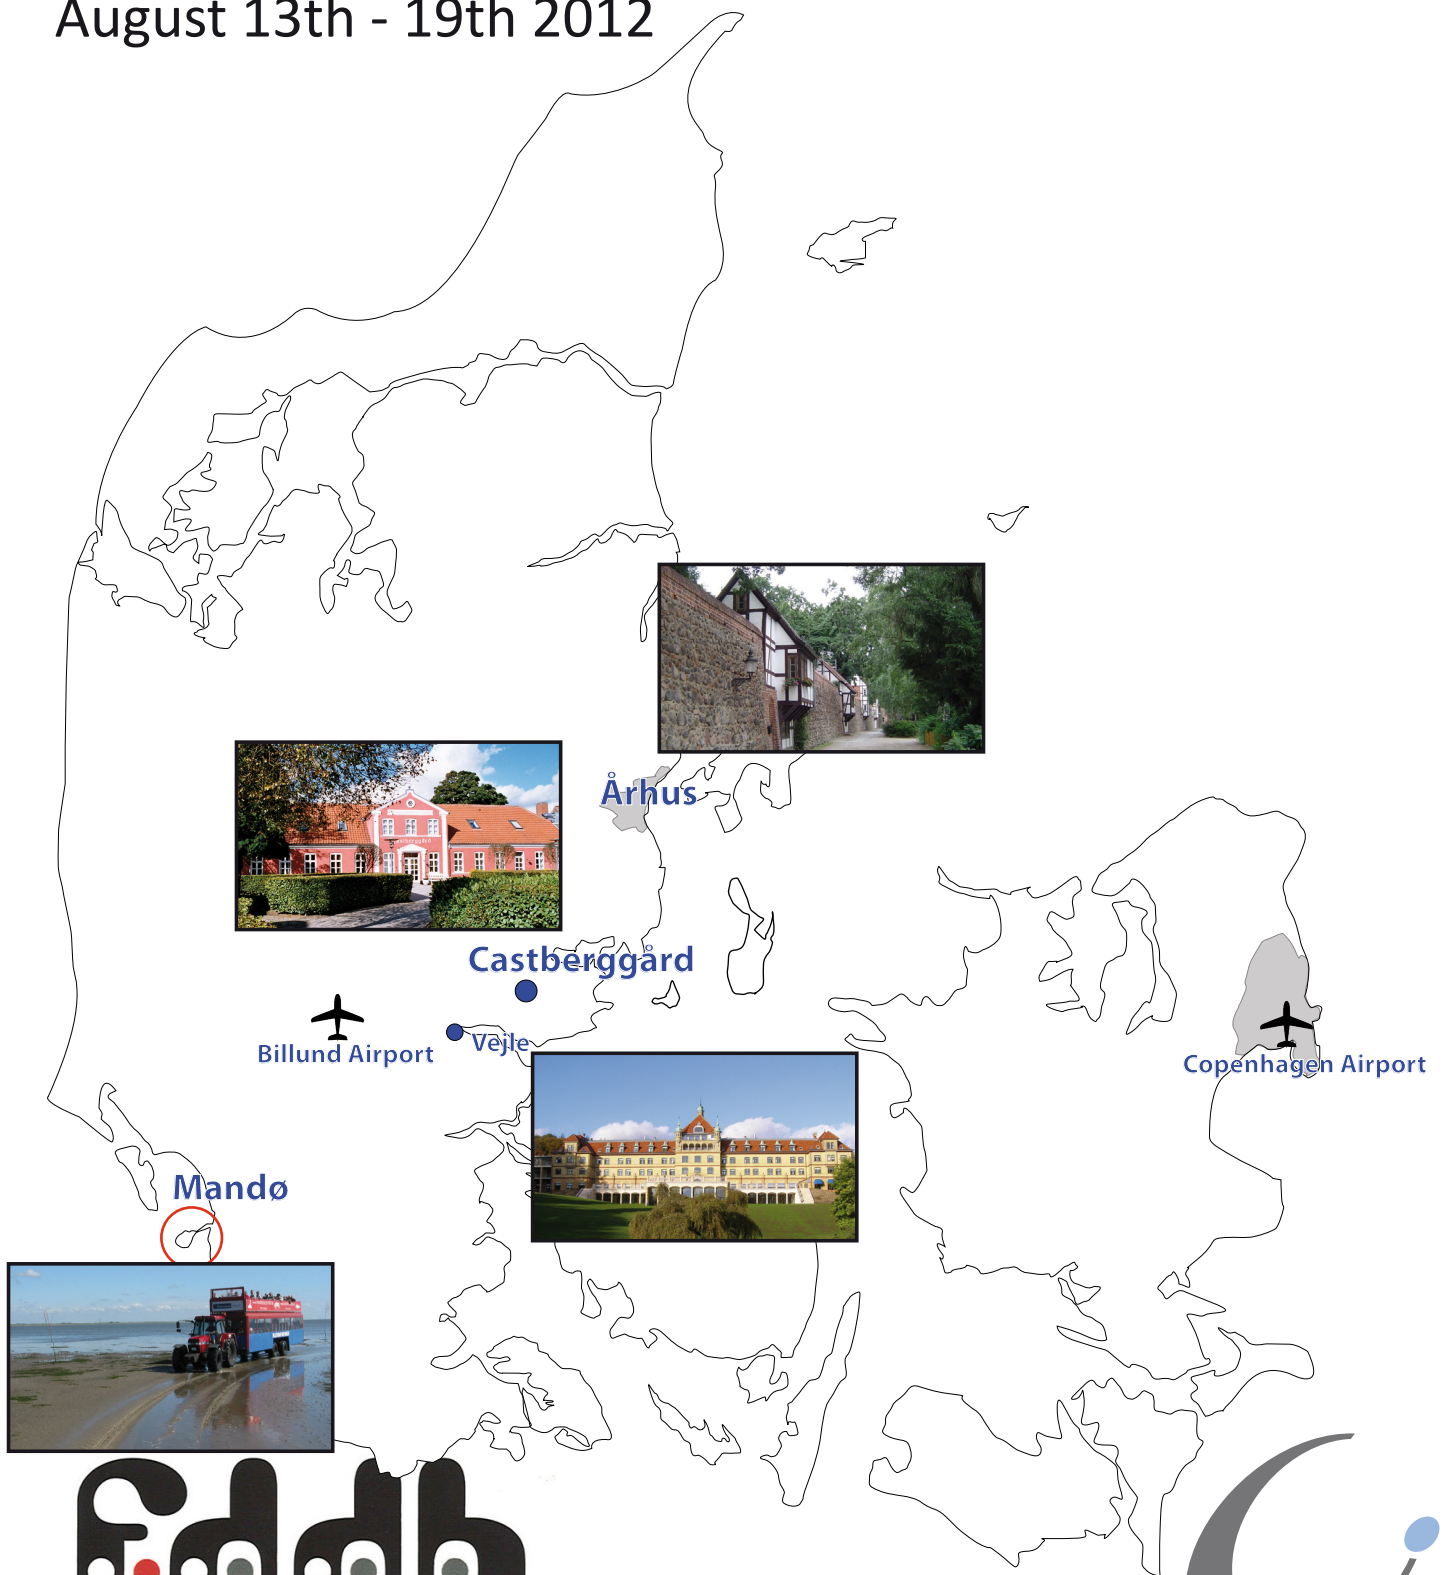 August 13th - 19th 2012
Århus
Castberggård
Vejle
Billund Airport
Copenhagen Airport
Mandø
fddb